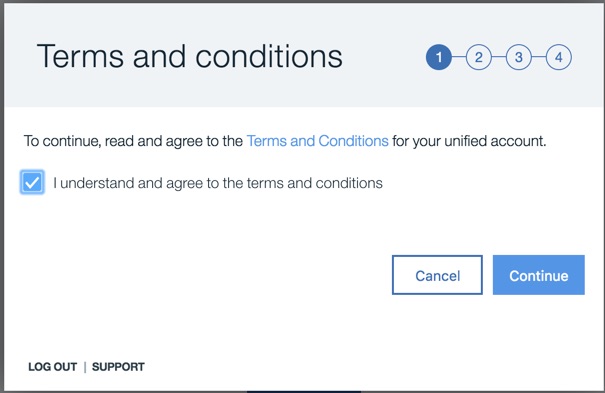 Terms and conditions
1 2 3 4
To continue, read and agree to the Terms and Conditions for your unified account.
I understand and agree to the terms and conditions
Cancel Continue
LOG OUT | SUPPORT